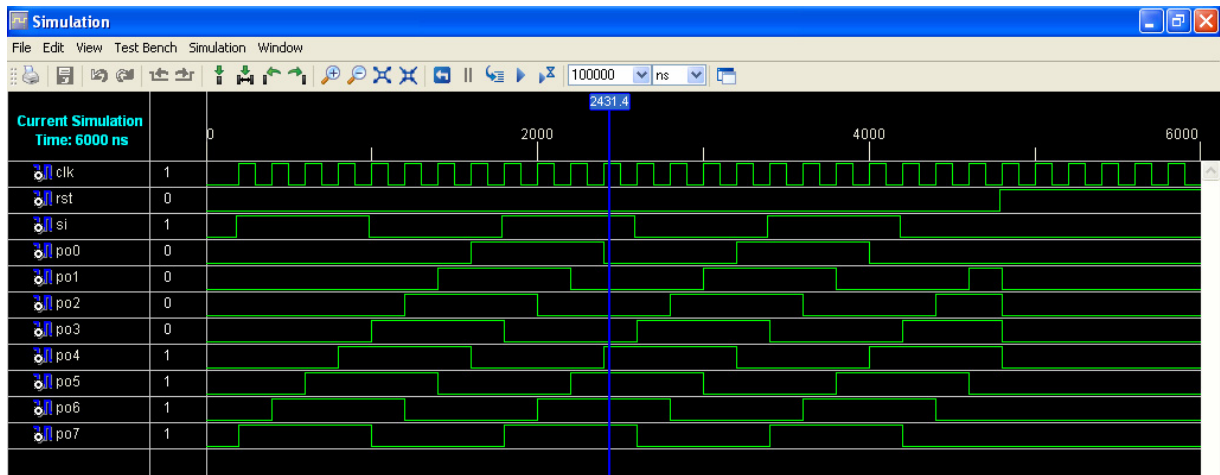 Simulation
File Edit View Test Bench Simulation Window
100000 ns
2431.4
Current Simulation
Time: 6000 ns
0 2000 4000 6000
clk 1
rst 0
si 1
po0 0
po1 0
po2 0
po3 0
po4 1
po5 1
po6 1
po7 1